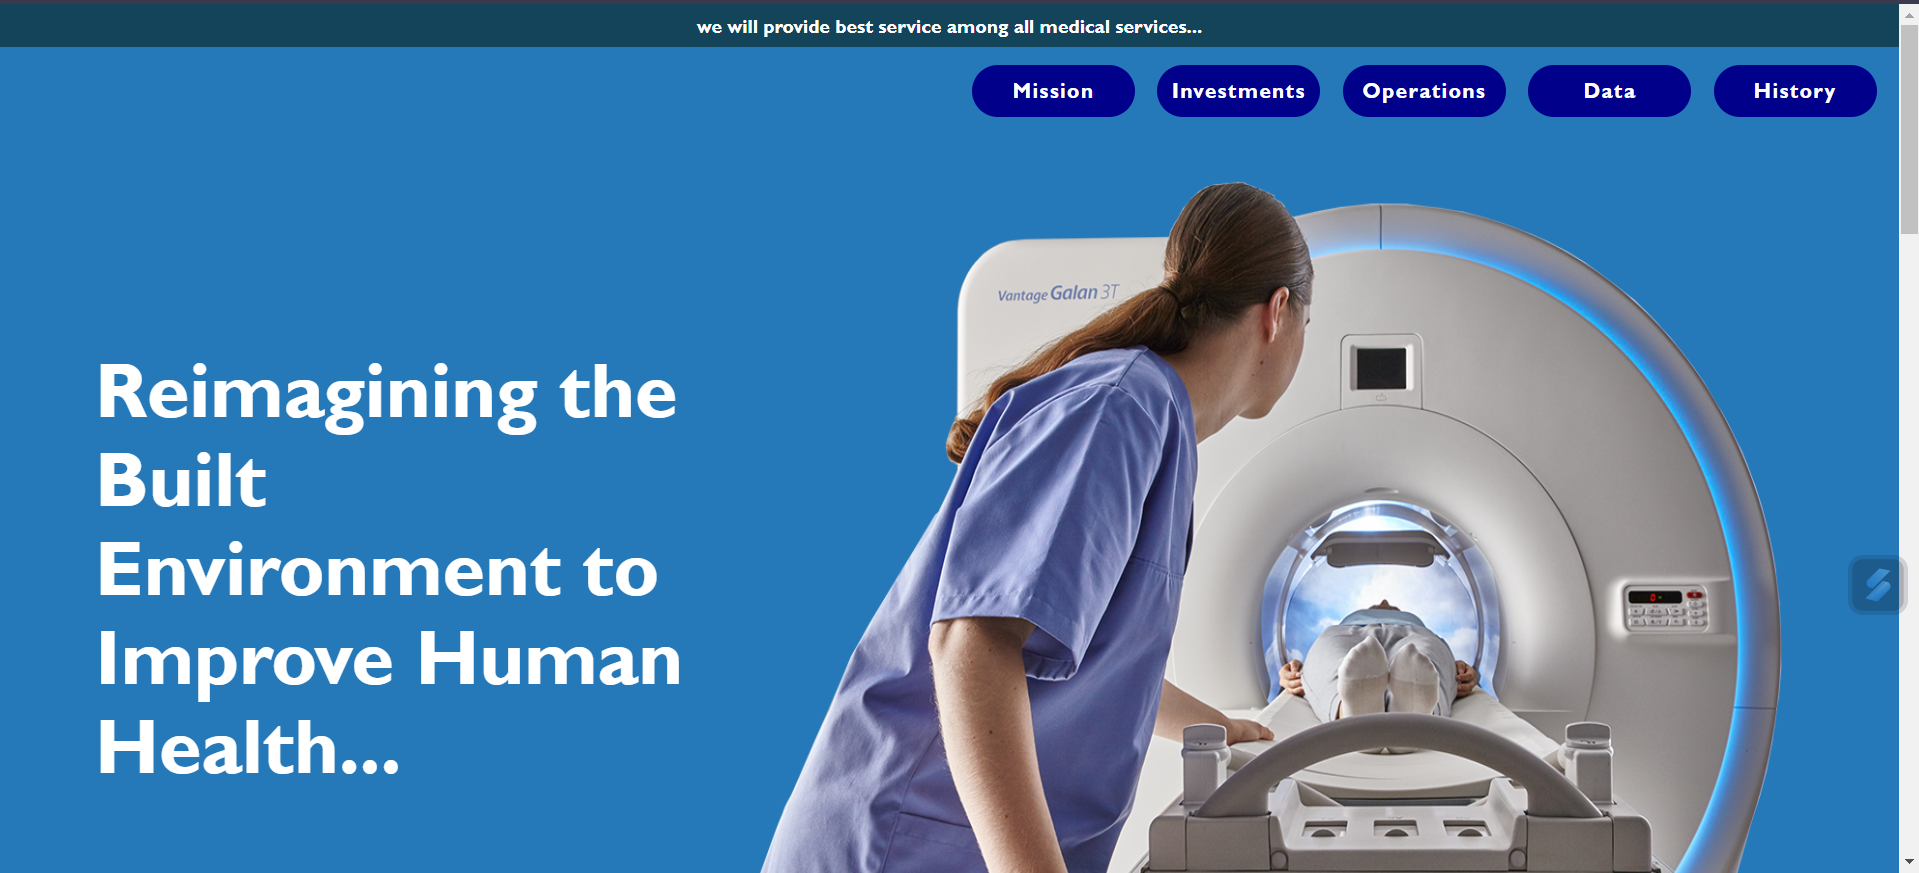 we will provide best service among all medical services...
Mission
Investments
Operations
Data
History
Vantage Galan 3T
Reimagining the
Built
Environment to
Improve Human
Health...